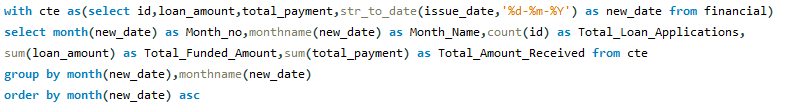 with cte as(select id,loan_amount,total_payment,str_to_date(issue_date,'%d-%m-%Y') as new_date from financial)
select month(new_date) as Month_no,monthname(new_date) as Month_Name,count(id) as Total_Loan_Applications,
sum(loan_amount) as Total_Funded_Amount,sum(total_payment) as Total_Amount_Received from cte
group by month(new_date),monthname(new_date)
order by month(new_date) asc